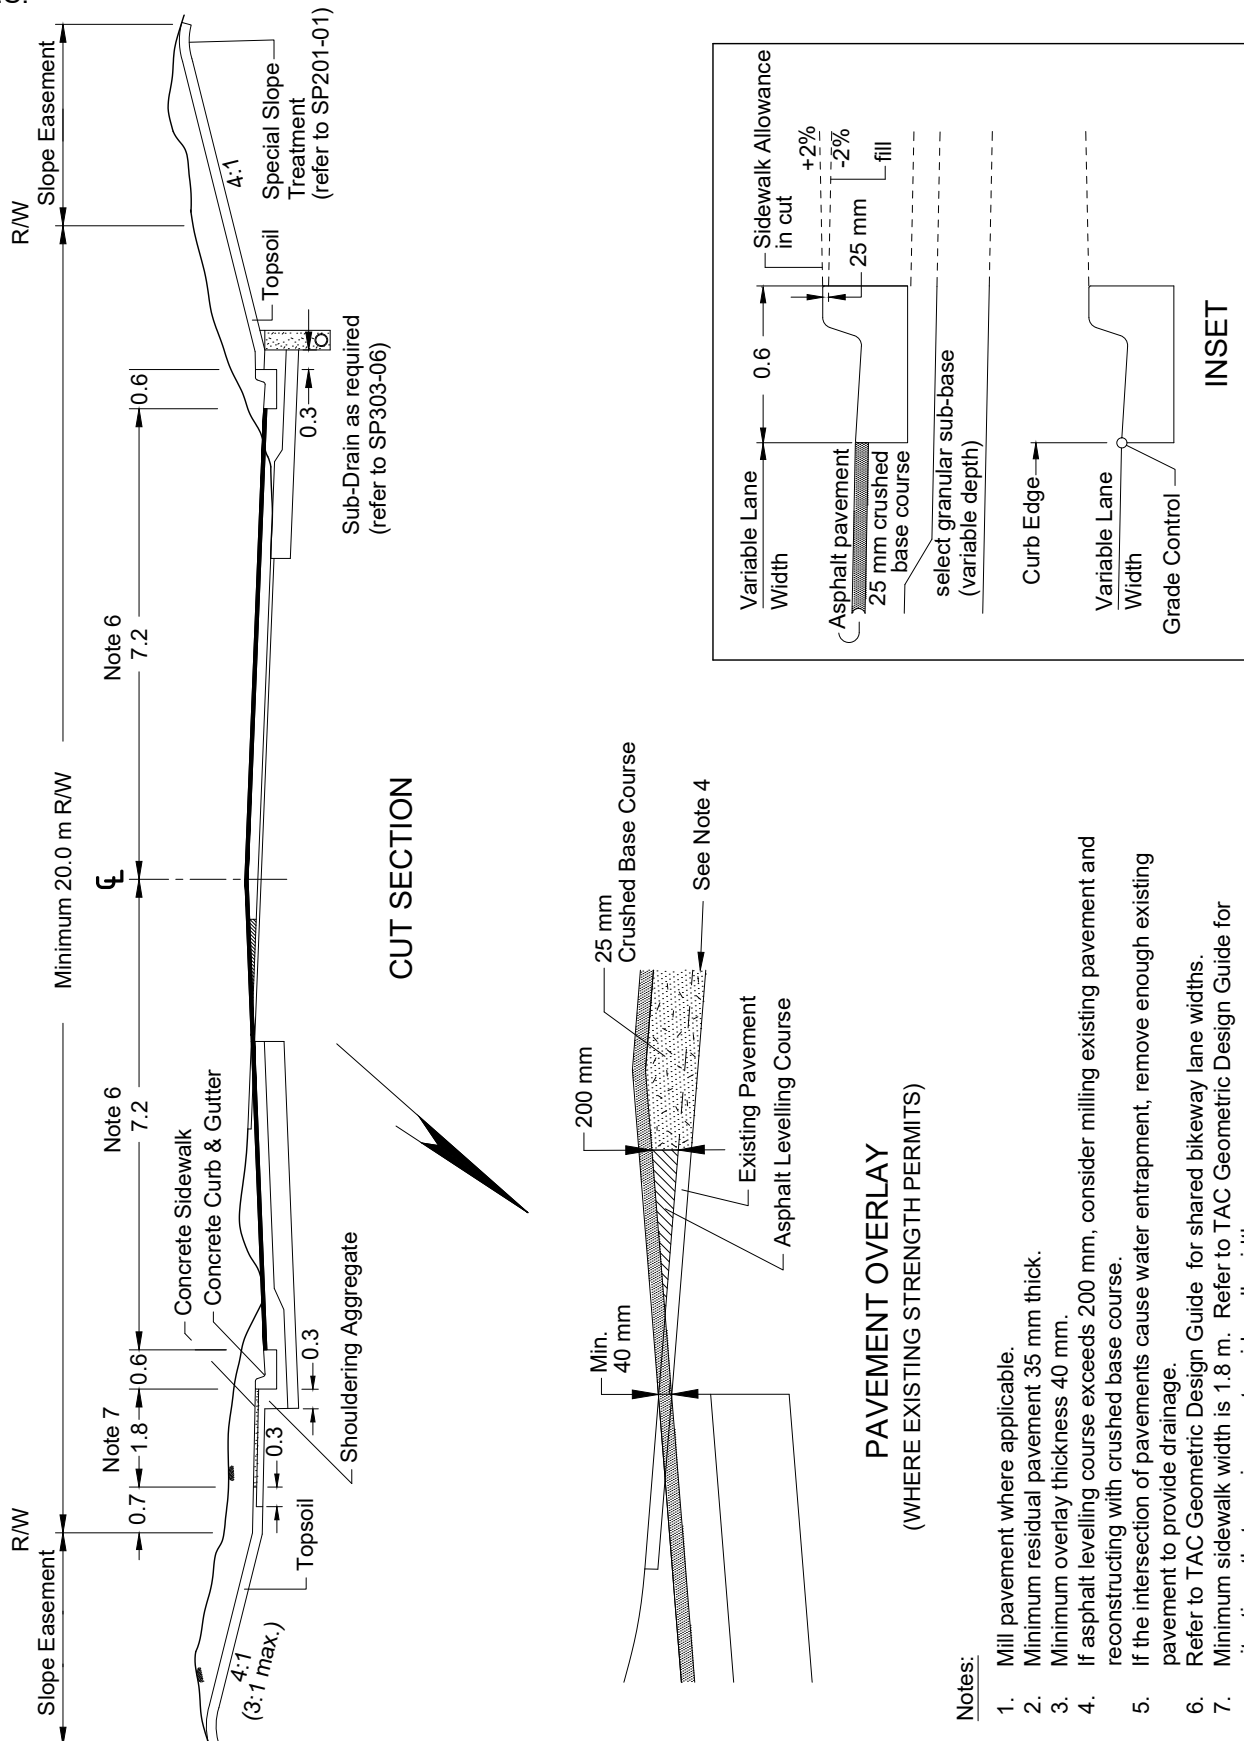 R/W
R/W
Slope Easement
Minimum 20.0 m R/W
Slope Easement
Note 7
Note 6
Note 6
0.7
1.8
0.6
7.2
7.2
0.6
Concrete Sidewalk
Concrete Curb & Gutter
4:1
(3:1 max.)
4:1
Topsoil
0.3
0.3
Shouldering Aggregate
Topsoil
Special Slope
Treatment
(refer to SP201-01)
0.3
Sub-Drain as required
(refer to SP303-06)
CUT SECTION
Min.
40 mm
200 mm
25 mm
Crushed Base Course
See Note 4
Existing Pavement
Asphalt Levelling Course
PAVEMENT OVERLAY
(WHERE EXISTING STRENGTH PERMITS)
Variable Lane
Width
0.6
Sidewalk Allowance
in cut
+2%
-2%
fill
25 mm
Asphalt pavement
25 mm crushed
base course
select granular sub-base
(variable depth)
Curb Edge
Variable Lane
Width
Grade Control
INSET
Notes:
1. Mill pavement where applicable.
2. Minimum residual pavement 35 mm thick.
3. Minimum overlay thickness 40 mm.
4. If asphalt levelling course exceeds 200 mm, consider milling existing pavement and
reconstructing with crushed base course.
5. If the intersection of pavements cause water entrapment, remove enough existing
pavement to provide drainage.
6. Refer to TAC Geometric Design Guide for shared bikeway lane widths.
7. Minimum sidewalk width is 1.8 m. Refer to TAC Geometric Design Guide for